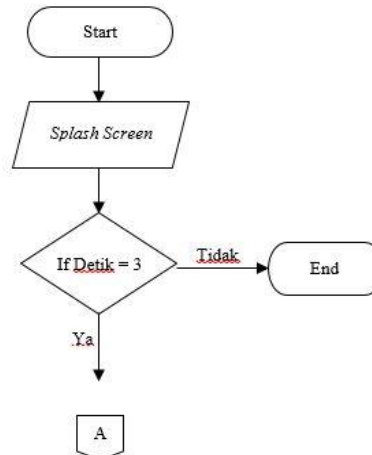 Start
Splash Screen
If Detik = 3
Tidak
End
Ya
A